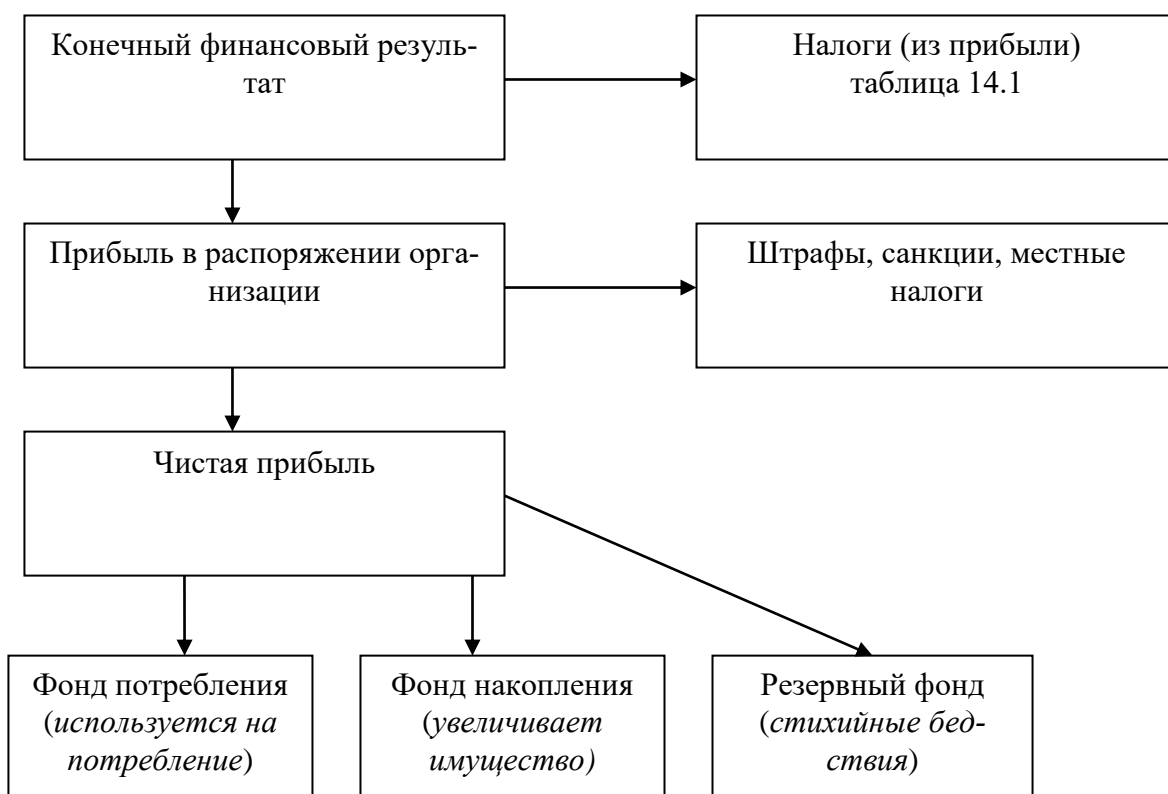 Конечный финансовый резуль-
тат
Налоги (из прибыли)
таблица 14.1
Прибыль в распоряжении орга-
низации
Штрафы, санкции, местные
налоги
Чистая прибыль
Фонд потребления
(используется на
потребление)
Фонд накопления
(увеличивает
имущество)
Резервный фонд
(стихийные бед-
ствия)